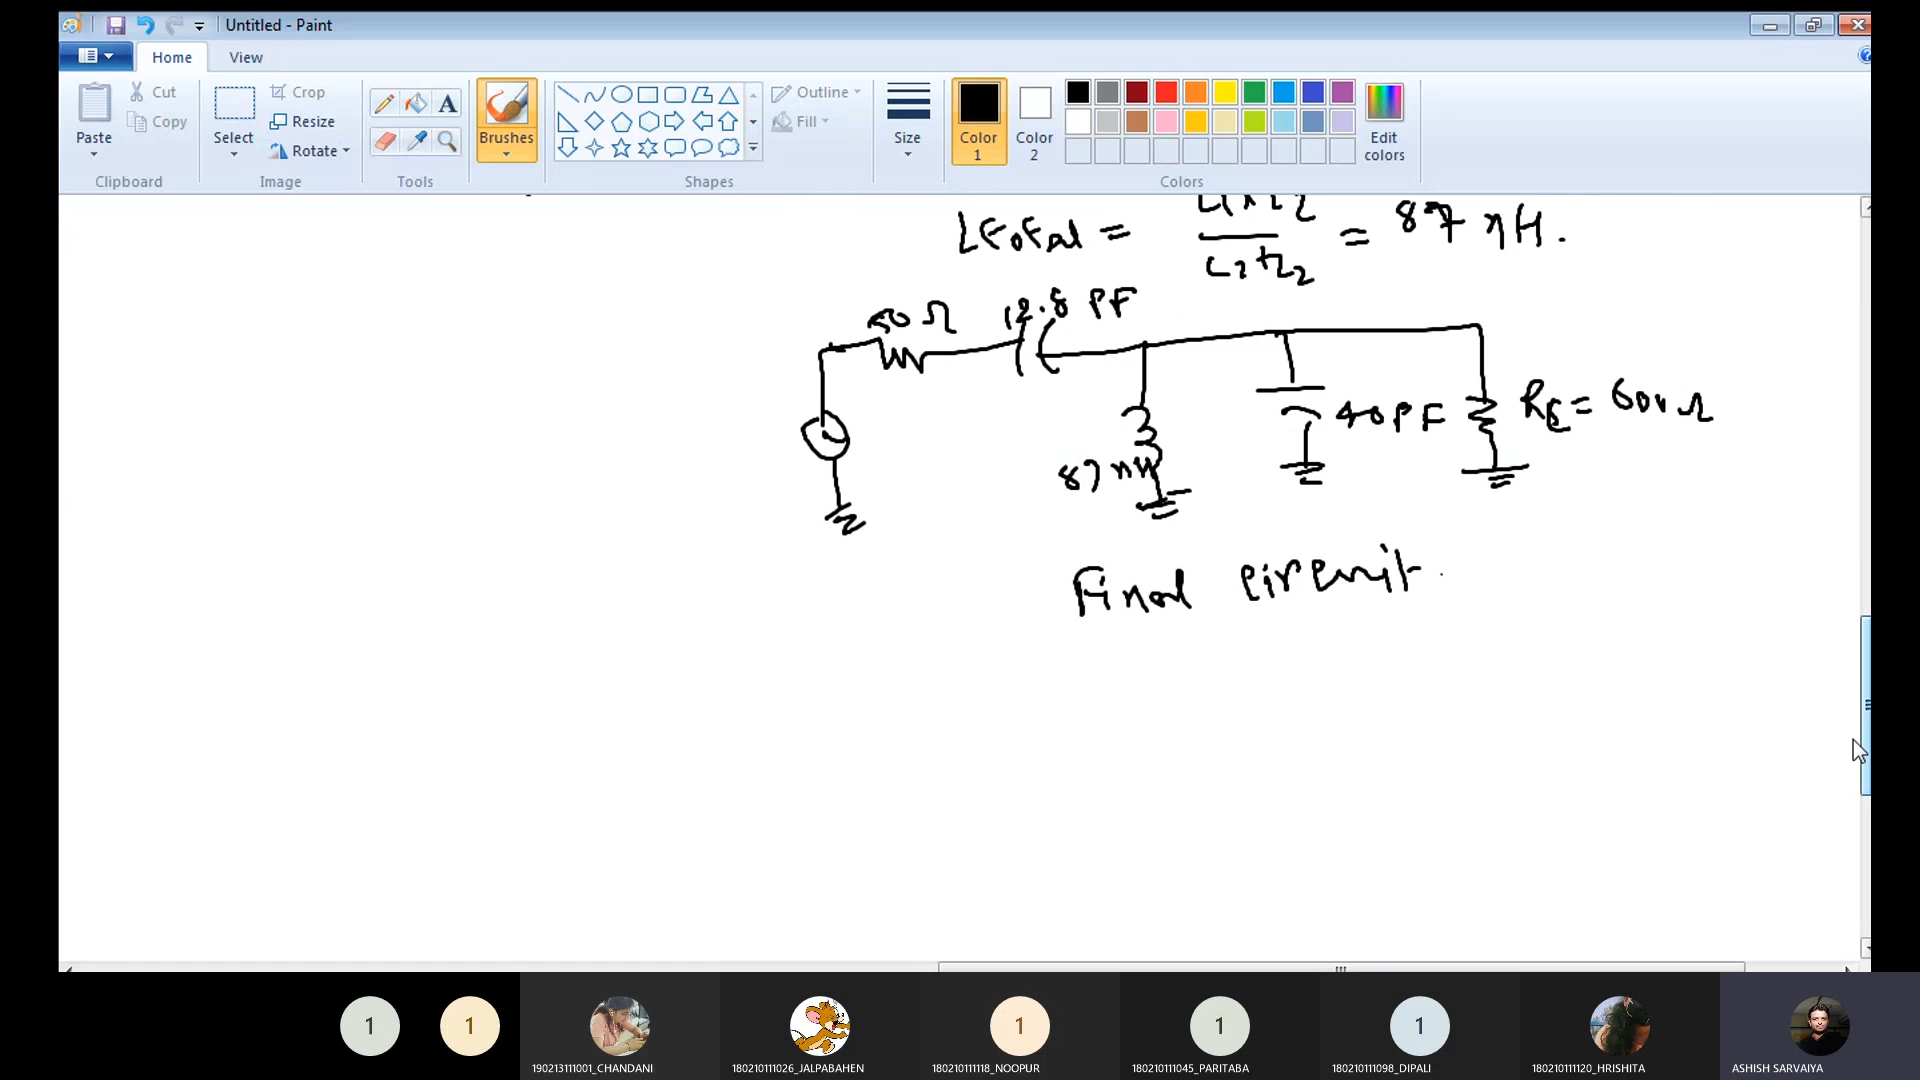 Untitled - Paint
Home View
Paste
Cut
Copy
Clipboard
Select
Crop
Resize
Rotate
Image
A
Tools
Brushes
Outline
Fill
Shapes
Size
Color 1
Color 2
Edit colors
Colors
Ltotal = = 87 nH.
50 Ω 12.8 PF
87 nH
40 PF
= 600 Ω
Final circuit.
1
1
190213111001_CHANDANI
180210111026_JALPABAHEN
1
180210111118_NOOPUR
1
180210111045_PARITABA
1
180210111098_DIPALI
180210111120_HRISHITA
ASHISH SARVAIYA